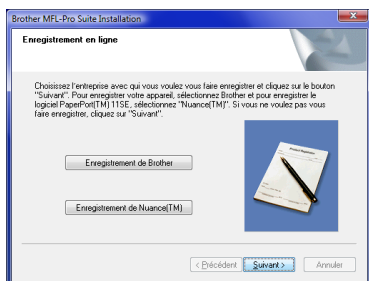 Brother MFL-Pro Suite Installation
Enregistrement en ligne
Choisissez l'entreprise avec qui vous voulez vous faire enregistrer et cliquez sur le bouton
"Suivant". Pour enregistrer votre appareil, sélectionnez Brother et pour enregistrer le
logiciel PaperPort(TM) 11SE, sélectionnez "Nuance(TM)". Si vous ne voulez pas vous
faire enregistrer, cliquez sur "Suivant".
Enregistrement de Brother
Enregistrement de Nuance(TM)
< Précédent
Suivant >
Annuler